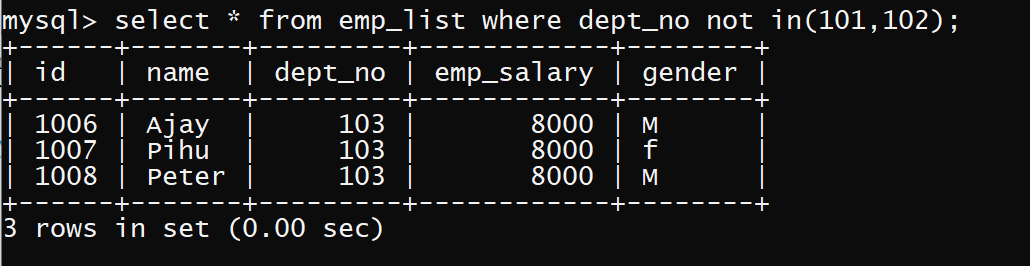 mysql> select * from emp_list where dept_no not in(101,102);
+------+-------+---------+------------+--------+
| id   | name  | dept_no | emp_salary | gender |
+------+-------+---------+------------+--------+
| 1006 | Ajay  |     103 |       8000 | M      |
| 1007 | Pihu  |     103 |       8000 | f      |
| 1008 | Peter |     103 |       8000 | M      |
+------+-------+---------+------------+--------+
3 rows in set (0.00 sec)